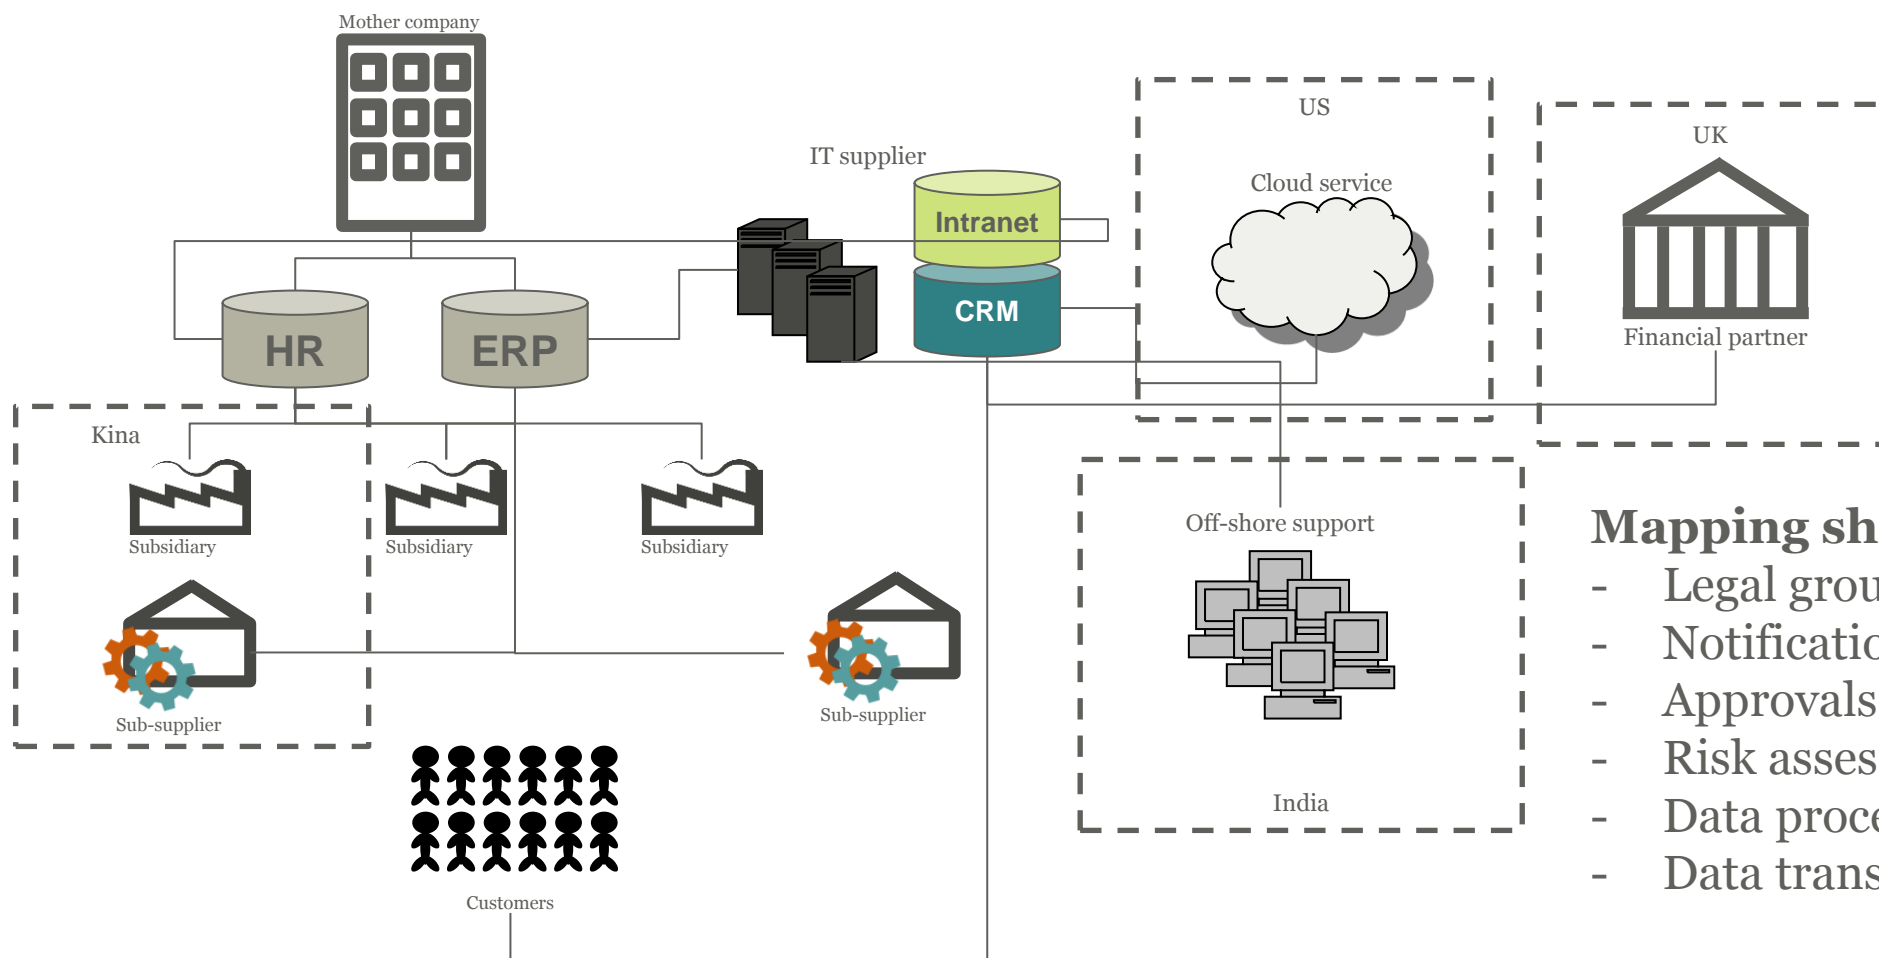 Mother company
US
UK
IT supplier
Cloud service
Intranet
CRM
HR
ERP
Financial partner
Kina
Subsidiary
Subsidiary
Subsidiary
Off-shore support
Sub-supplier
Sub-supplier
India
Customers
Mapping sh
- Legal grou
- Notificatio
- Approvals
- Risk asses
- Data proce
- Data trans